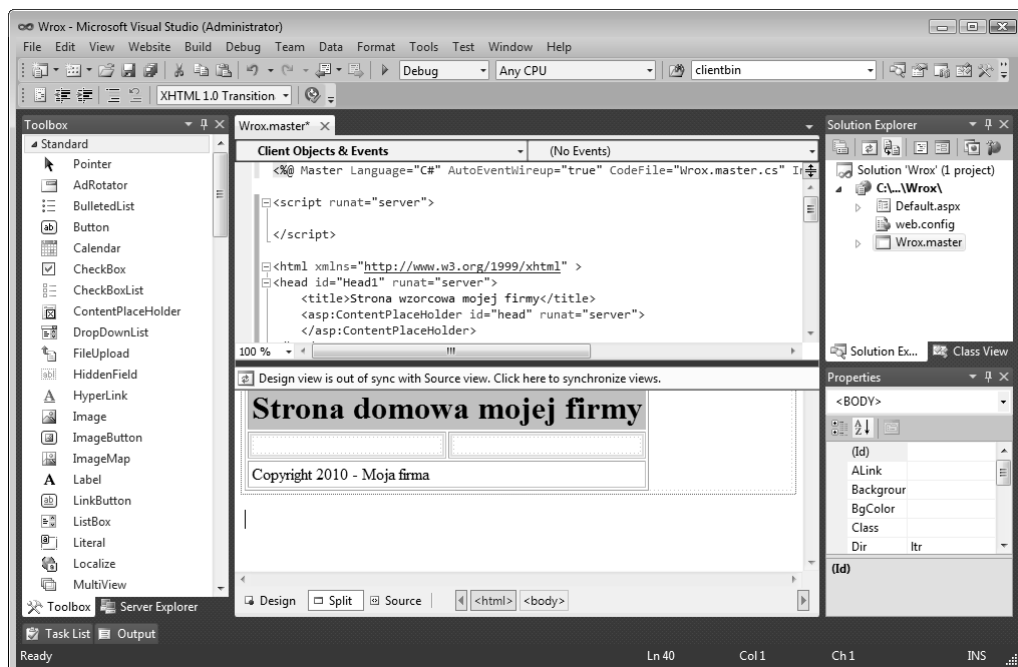 Wrox - Microsoft Visual Studio (Administrator)
File Edit View Website Build Debug Team Data Format Tools Test Window Help
Debug Any CPU clientbin
XHTML 1.0 Transition
Toolbox
Standard
Pointer
AdRotator
BulletedList
Button
Calendar
CheckBox
CheckBoxList
ContentPlaceHolder
DropDownList
FileUpload
HiddenField
HyperLink
Image
ImageButton
ImageMap
Label
LinkButton
ListBox
Literal
Localize
MultiView
Toolbox Server Explorer
Wrox.master*
Client Objects & Events (No Events)
<%@ Master Language="C#" AutoEventWireup="true" CodeFile="Wrox.master.cs"
<script runat="server">
</script>
<html xmlns="http://www.w3.org/1999/xhtml" >
<head id="Head1" runat="server">
<title>Strona wzorcowa mojej firmy</title>
<asp:ContentPlaceHolder id="head" runat="server">
</asp:ContentPlaceHolder>
100 %
Design view is out of sync with Source view. Click here to synchronize views.
Strona domowa mojej firmy
Copyright 2010 - Moja firma
Design Split Source <html> <body>
Solution Explorer
Solution 'Wrox' (1 project)
C:\...\Wrox\
Default.aspx
web.config
Wrox.master
Solution Ex... Class View
Properties
<BODY>
(Id)
ALink
Backgrour
BgColor
Class
Dir ltr
(Id)
Task List Output
Ready Ln 40 Col 1 Ch 1 INS